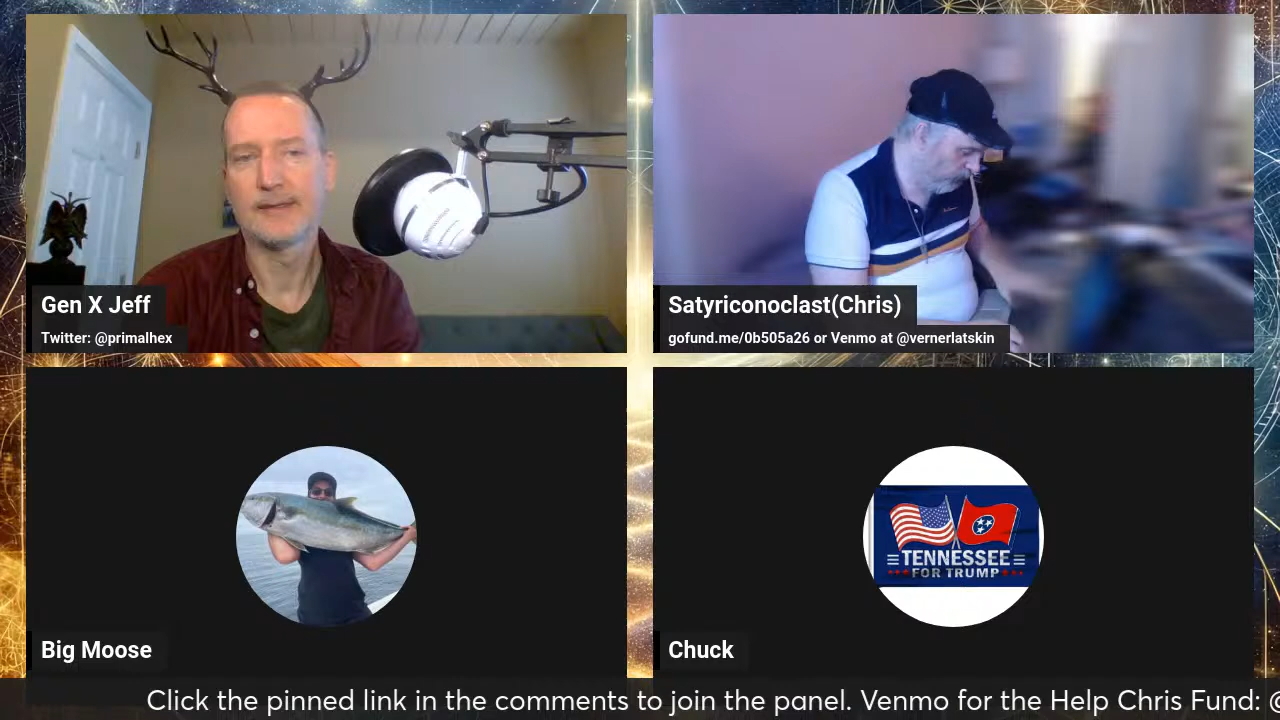 Gen X Jeff
Twitter: @primalhex
Satyriconoclast(Chris)
gofund.me/0b505a26 or Venmo at @vernerlatskin
TENNESSEE
FOR TRUMP
Big Moose
Chuck
Click the pinned link in the comments to join the panel. Venmo for the Help Chris Fund: @